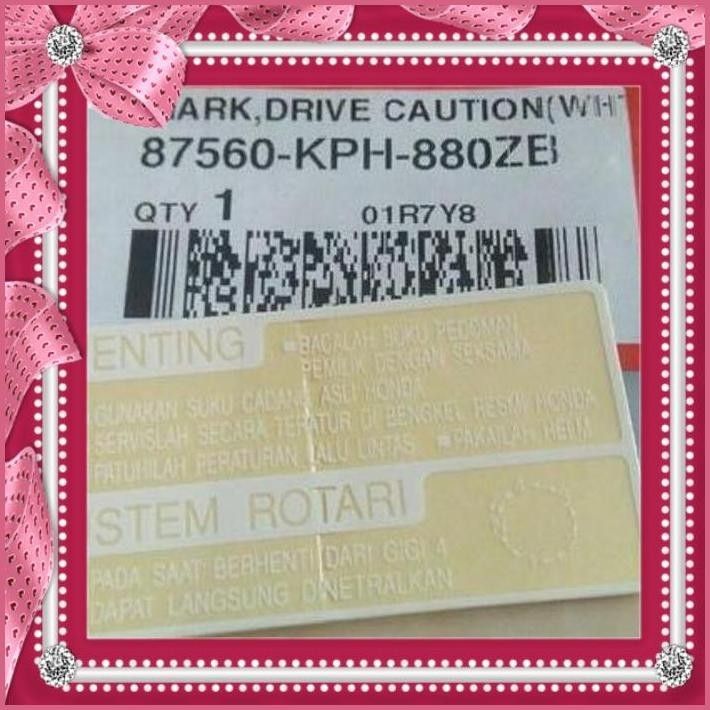 MARK,DRIVE CAUTION(WHT
87560-KPH-880ZB
QTY 1
01R7Y8
ENTING
■BACALAH BUKU PEDOMAN
PEMILIK DENGAN SEKSAMA
GUNAKAN SUKU CADANG ASLI HONDA
SERVISLAH SECARA TERATUR DI BENGKEL RESMI HONDA
PATUHILAH PERATURAN LALU LINTAS ■PAKAILAH HELM
STEM ROTARI
PADA SAAT BERHENTI DARI GIGI 4
DAPAT LANGSUNG DINETRALKAN